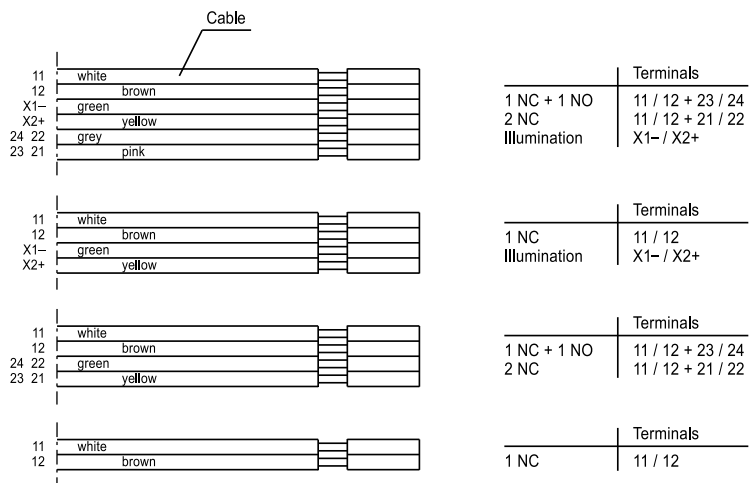 Cable
11 white
12 brown
X1– green
X2+ yellow
24 22 grey
23 21 pink
Terminals
1 NC + 1 NO 11 / 12 + 23 / 24
2 NC 11 / 12 + 21 / 22
Illumination X1– / X2+
11 white
12 brown
X1– green
X2+ yellow
Terminals
1 NC 11 / 12
Illumination X1– / X2+
11 white
12 brown
24 22 green
23 21 yellow
Terminals
1 NC + 1 NO 11 / 12 + 23 / 24
2 NC 11 / 12 + 21 / 22
11 white
12 brown
Terminals
1 NC 11 / 12